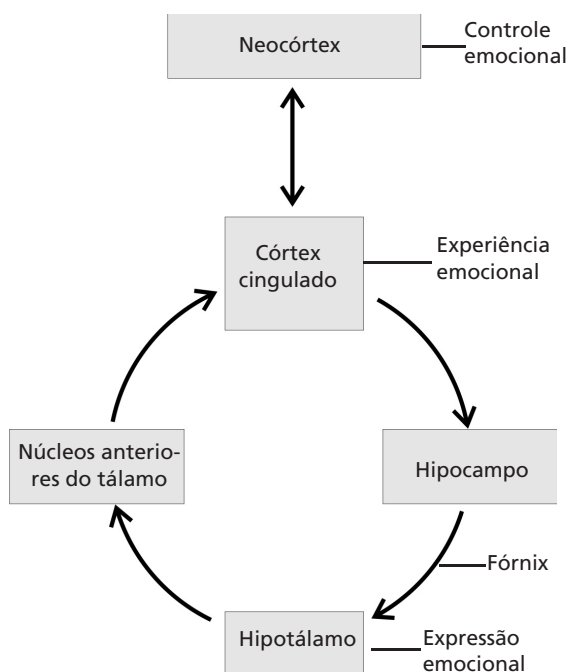 Neocórtex
Controle
emocional
Córtex
cingulado
Experiência
emocional
Núcleos anterio-
res do tálamo
Hipocampo
Fórnix
Hipotálamo
Expressão
emocional